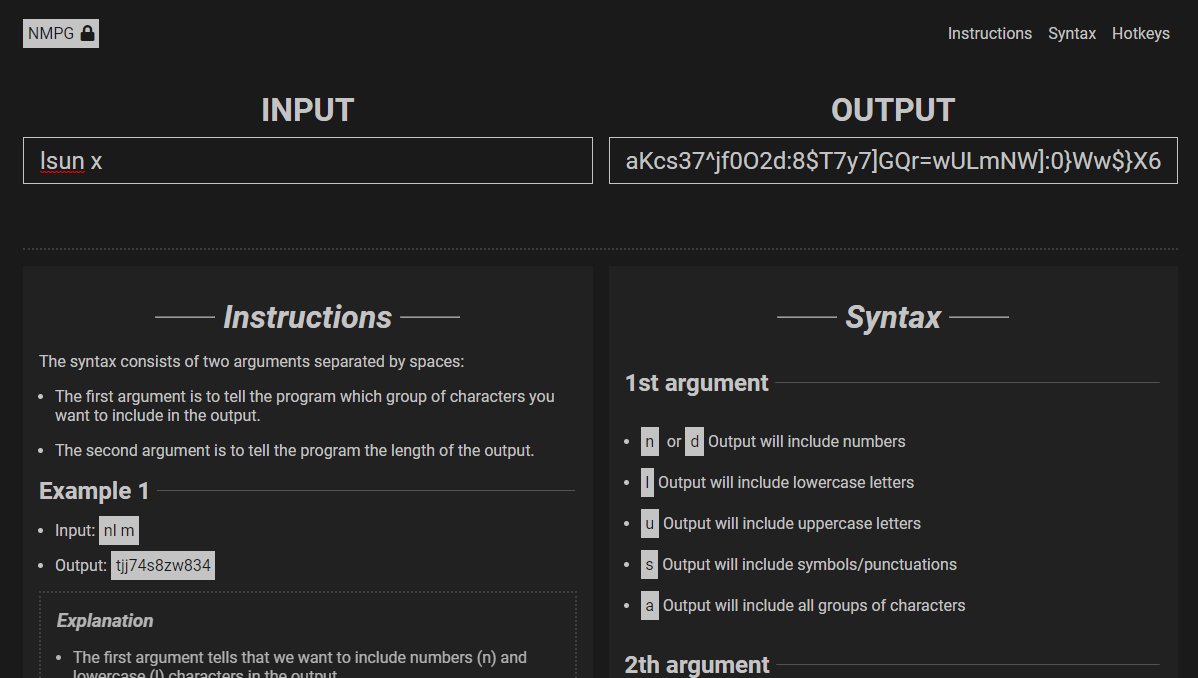 NMPG
Instructions Syntax Hotkeys
INPUT
lsun x
OUTPUT
aKcs37^jf0O2d:8$T7y7]GQr=wULmNW]:0}Ww$}X6
Instructions
The syntax consists of two arguments separated by spaces:
The first argument is to tell the program which group of characters you
want to include in the output.
The second argument is to tell the program the length of the output.
Example 1
Input: nl m
Output: tjj74s8zw834
Explanation
The first argument tells that we want to include numbers (n) and
lowercase (l) characters in the output.
Syntax
1st argument
n or d Output will include numbers
l Output will include lowercase letters
u Output will include uppercase letters
s Output will include symbols/punctuations
a Output will include all groups of characters
2th argument